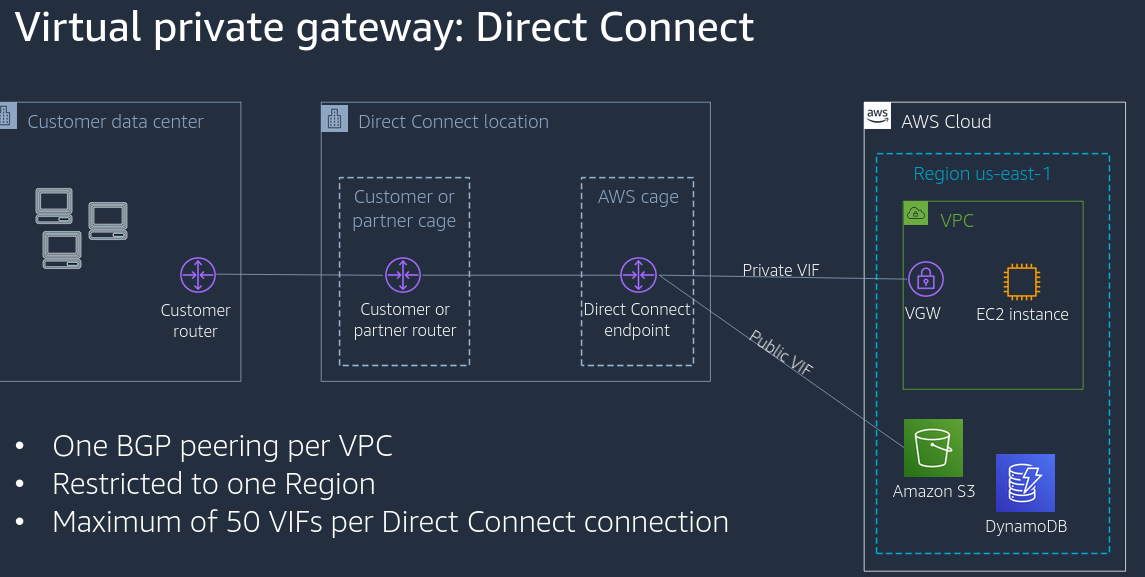 Virtual private gateway: Direct Connect
Customer data center
Direct Connect location
aws
AWS Cloud
Region us-east-1
Customer or
partner cage
AWS cage
VPC
Private VIF
Customer
router
Customer or
partner router
Direct Connect
endpoint
VGW
EC2 instance
Public VIF
• One BGP peering per VPC
• Restricted to one Region
• Maximum of 50 VIFs per Direct Connect connection
Amazon S3
DynamoDB